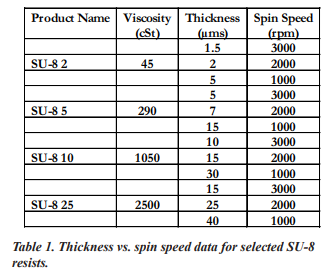 Product Name Viscosity (cSt) Thickness (µms) Spin Speed (rpm)
1.5 3000
SU-8 2 45 2 2000
5 1000
5 3000
SU-8 5 290 7 2000
15 1000
10 3000
SU-8 10 1050 15 2000
30 1000
15 3000
SU-8 25 2500 25 2000
40 1000
Table 1. Thickness vs. spin speed data for selected SU-8
resists.